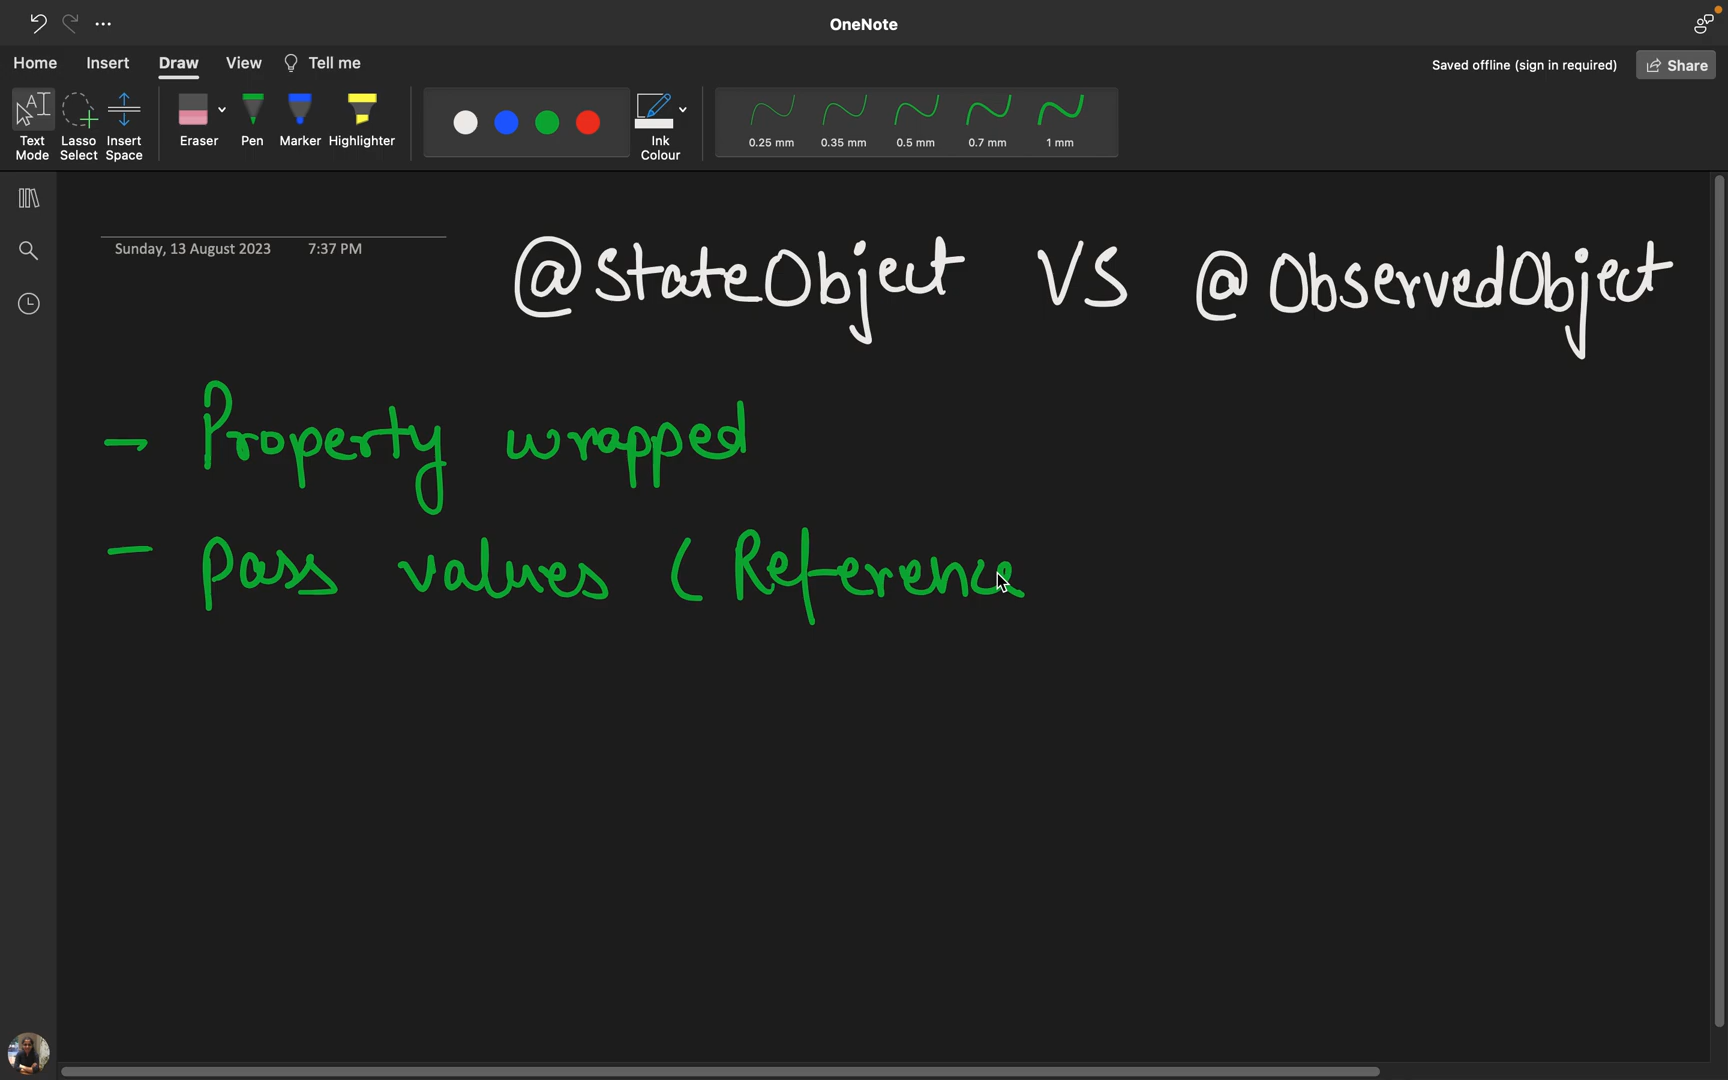 OneNote
Home Insert Draw View Tell me
Saved offline (sign in required) Share
Text Mode
Lasso Select
Insert Space
Eraser
Pen
Marker
Highlighter
Ink Colour
0.25 mm 0.35 mm 0.5 mm 0.7 mm 1 mm
Sunday, 13 August 2023 7:37 PM
@StateObject VS @ObservedObject
- Property wrapped
- Pass values (Reference